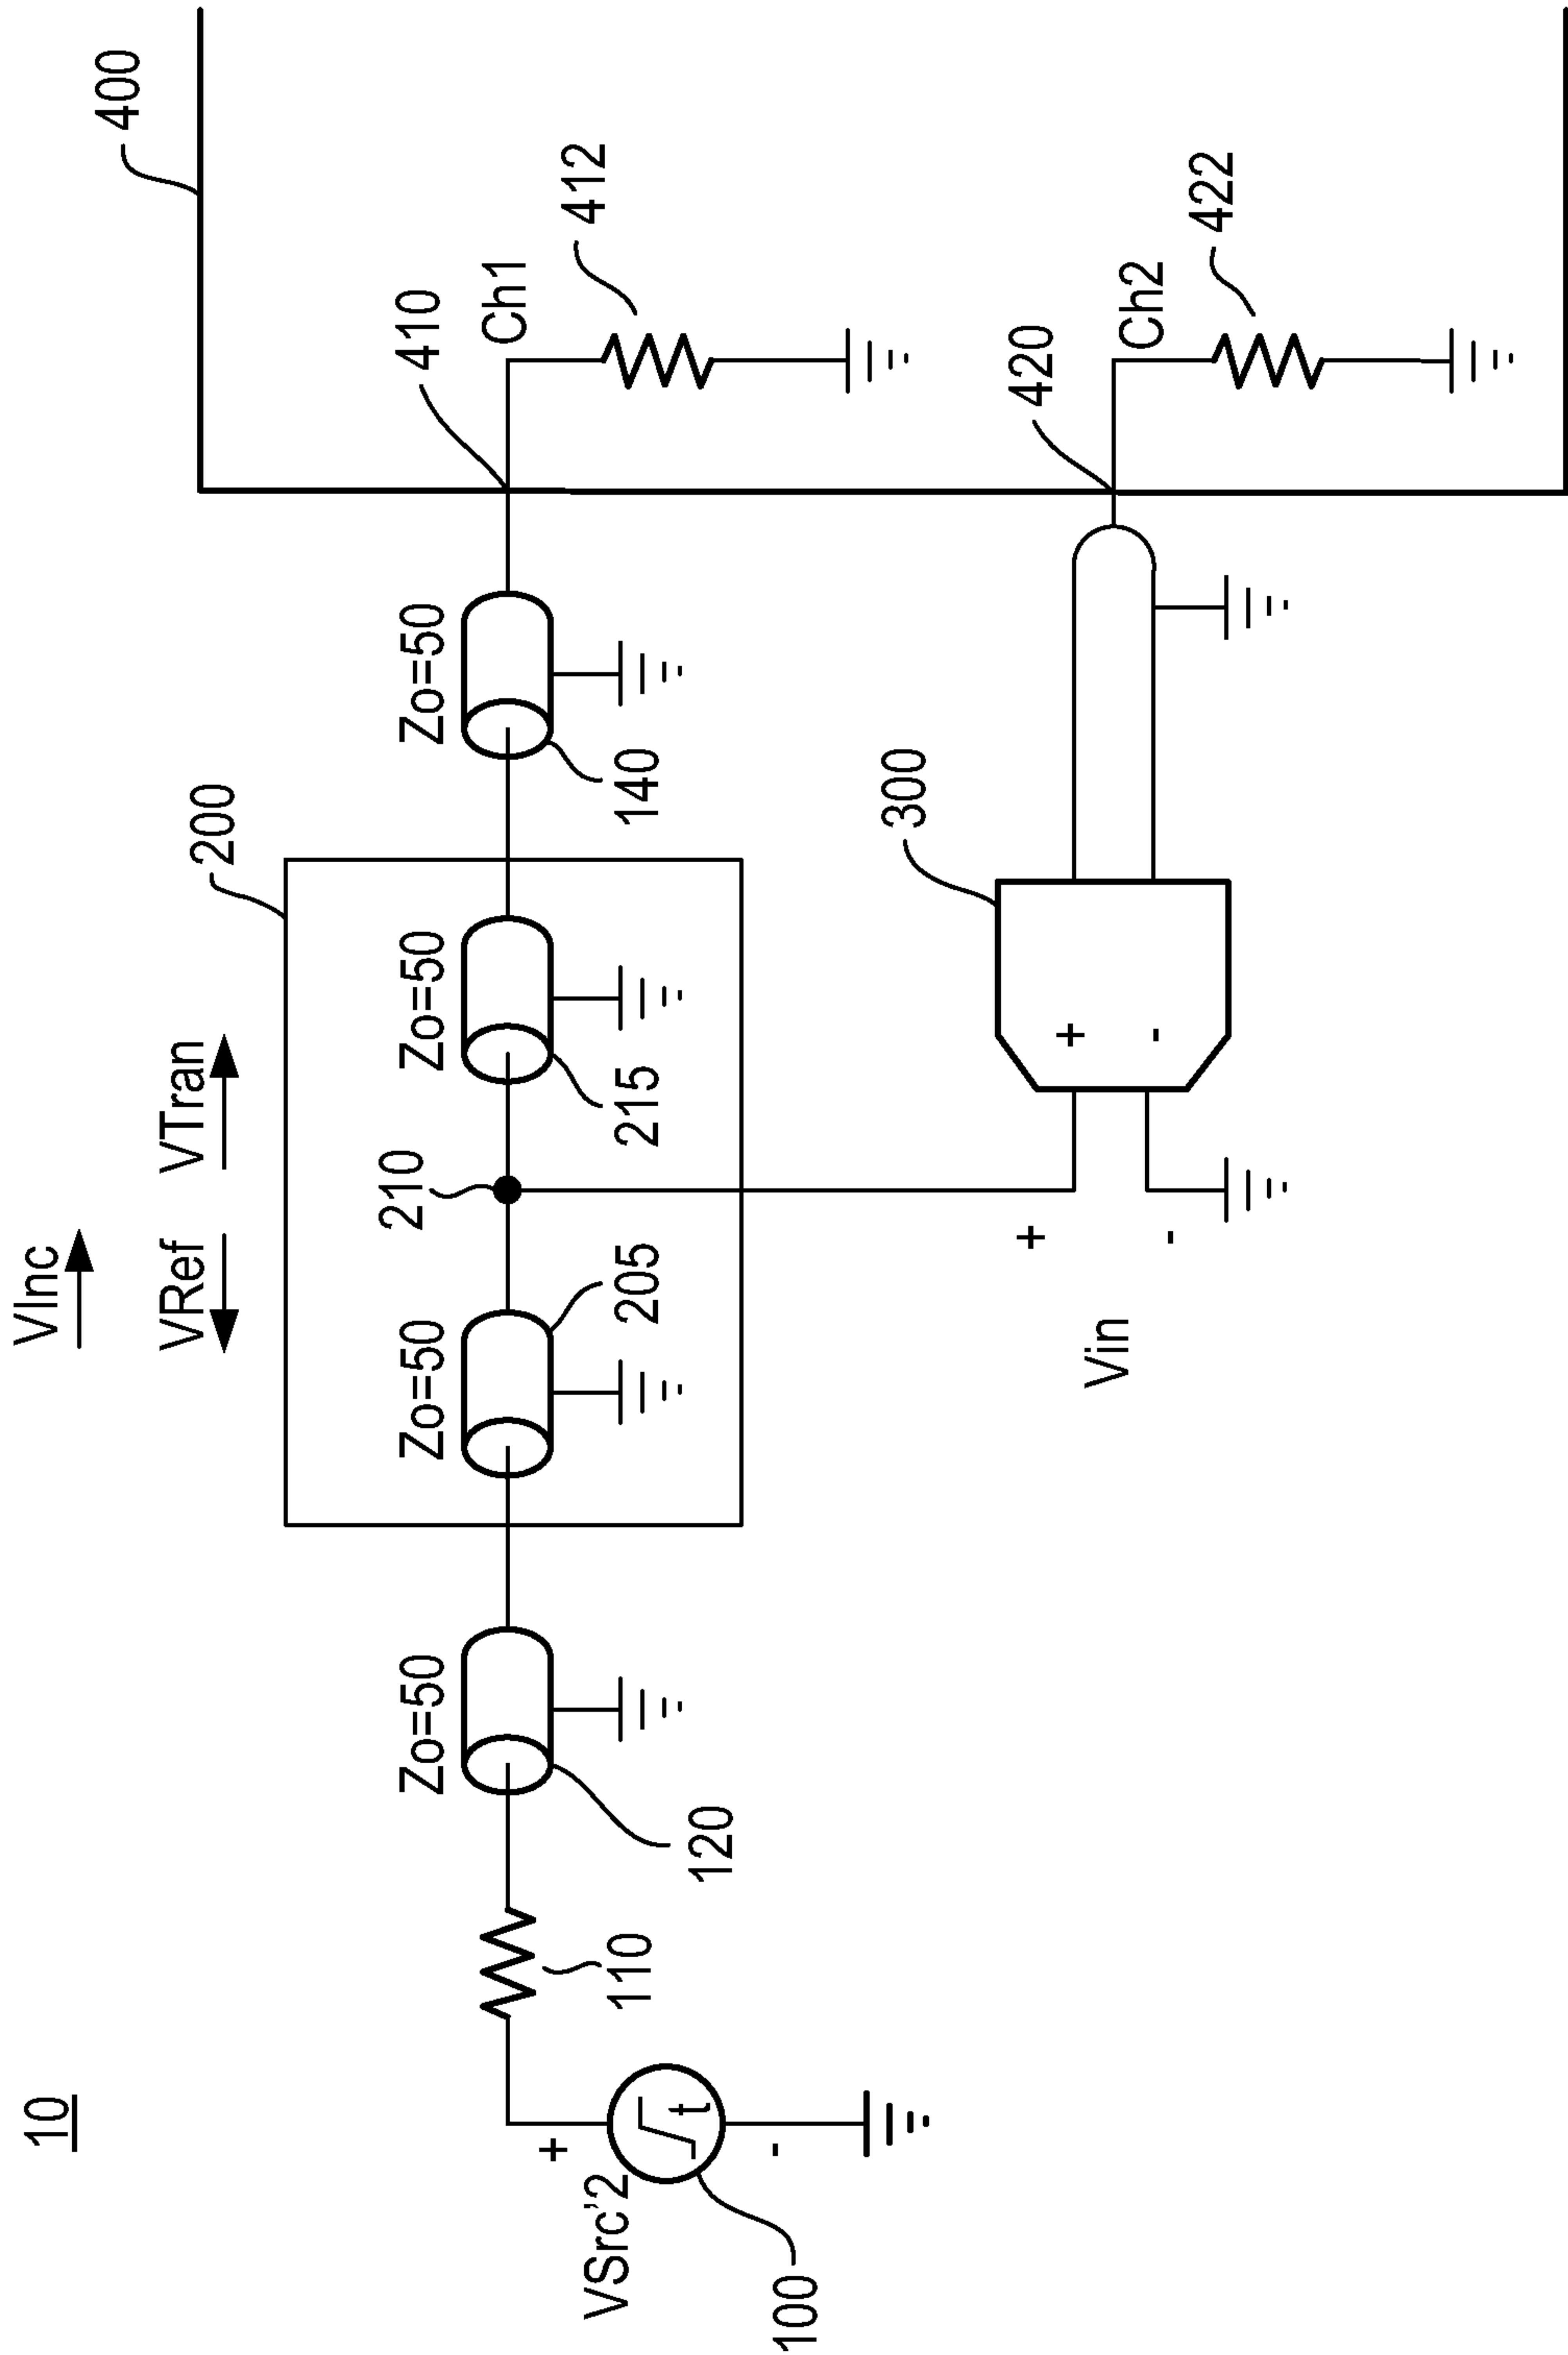 10
VInc
VRef
VTran
400
200
Zo=50
120
Zo=50
205
210
Zo=50
215
Zo=50
140
410
Ch1
412
110
VSrc'2
+
-
t
100
Vin
+
-
+
-
300
420
Ch2
422